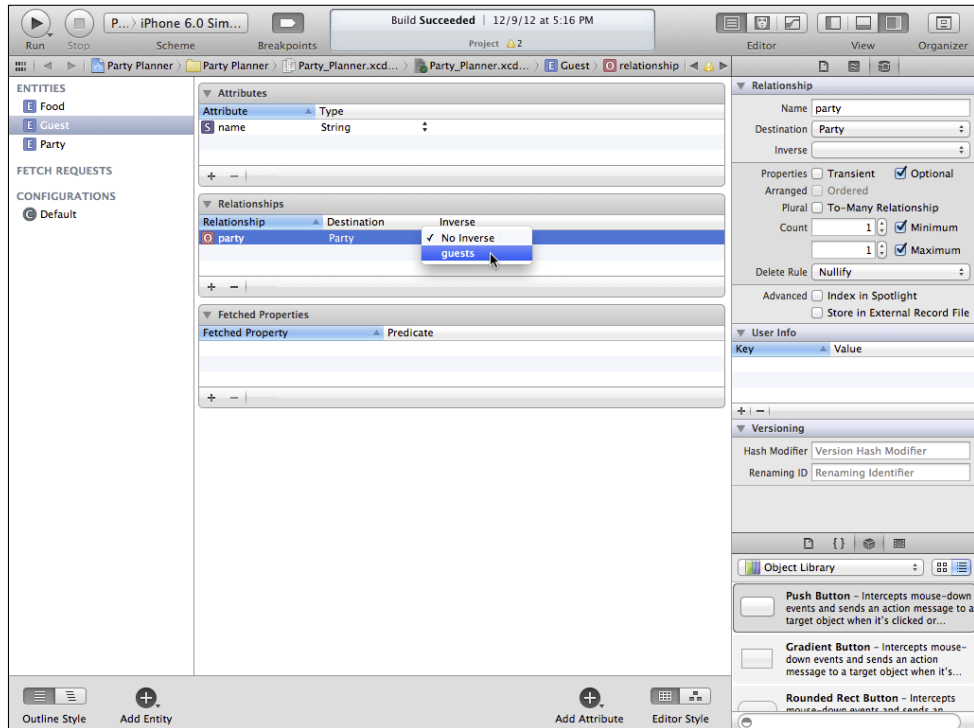 P...〉 iPhone 6.0 Sim...
Build Succeeded | 12/9/12 at 5:16 PM
Project 2
Run Stop Scheme Breakpoints Editor View Organizer
Party Planner 〉 Party Planner 〉 Party_Planner.xcd... 〉 Party_Planner.xcd... 〉 E Guest 〉 O relationship
ENTITIES
E Food
E Guest
E Party
FETCH REQUESTS
CONFIGURATIONS
C Default
Attributes
Attribute Type
S name String
+ −
Relationships
Relationship Destination Inverse
O party Party ✓ No Inverse
guests
+ −
Fetched Properties
Fetched Property Predicate
+ −
Relationship
Name party
Destination Party
Inverse
Properties Transient Optional
Arranged Ordered
Plural To-Many Relationship
Count 1 Minimum
1 Maximum
Delete Rule Nullify
Advanced Index in Spotlight
Store in External Record File
User Info
Key Value
+ −
Versioning
Hash Modifier Version Hash Modifier
Renaming ID Renaming Identifier
{}
Object Library
Push Button – Intercepts mouse-down
events and sends an action message to a
target object when it's clicked or...
Gradient Button – Intercepts mouse-
down events and sends an action
message to a target object when it's...
Rounded Rect Button – Intercepts
mouse-down events and sends an
Outline Style Add Entity Add Attribute Editor Style